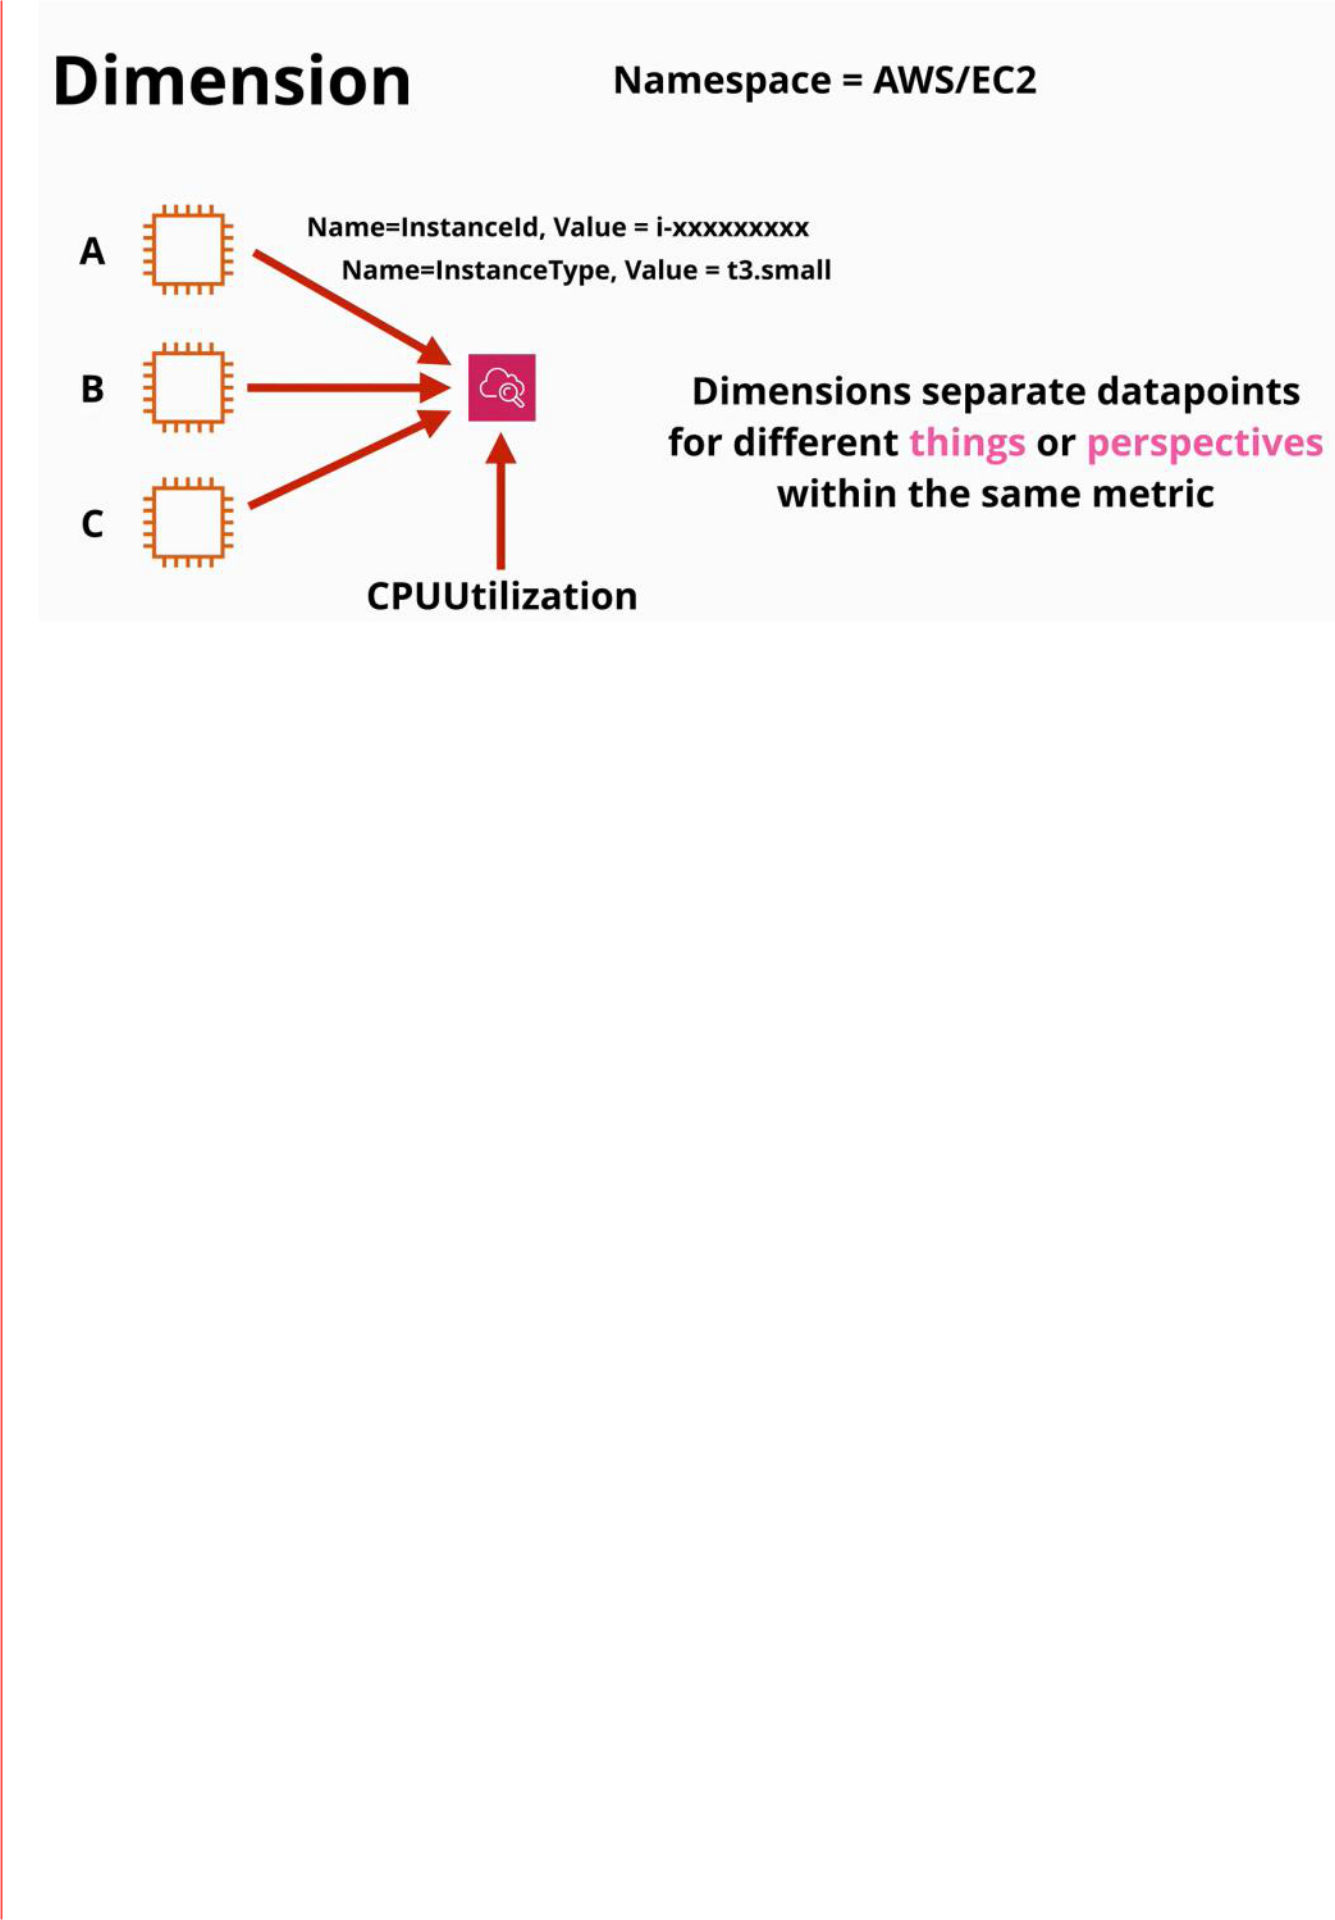 Dimension
Namespace = AWS/EC2
A
Name=InstanceId, Value = i-xxxxxxxxx
Name=InstanceType, Value = t3.small
B
Dimensions separate datapoints
for different things or perspectives
within the same metric
C
CPUUtilization